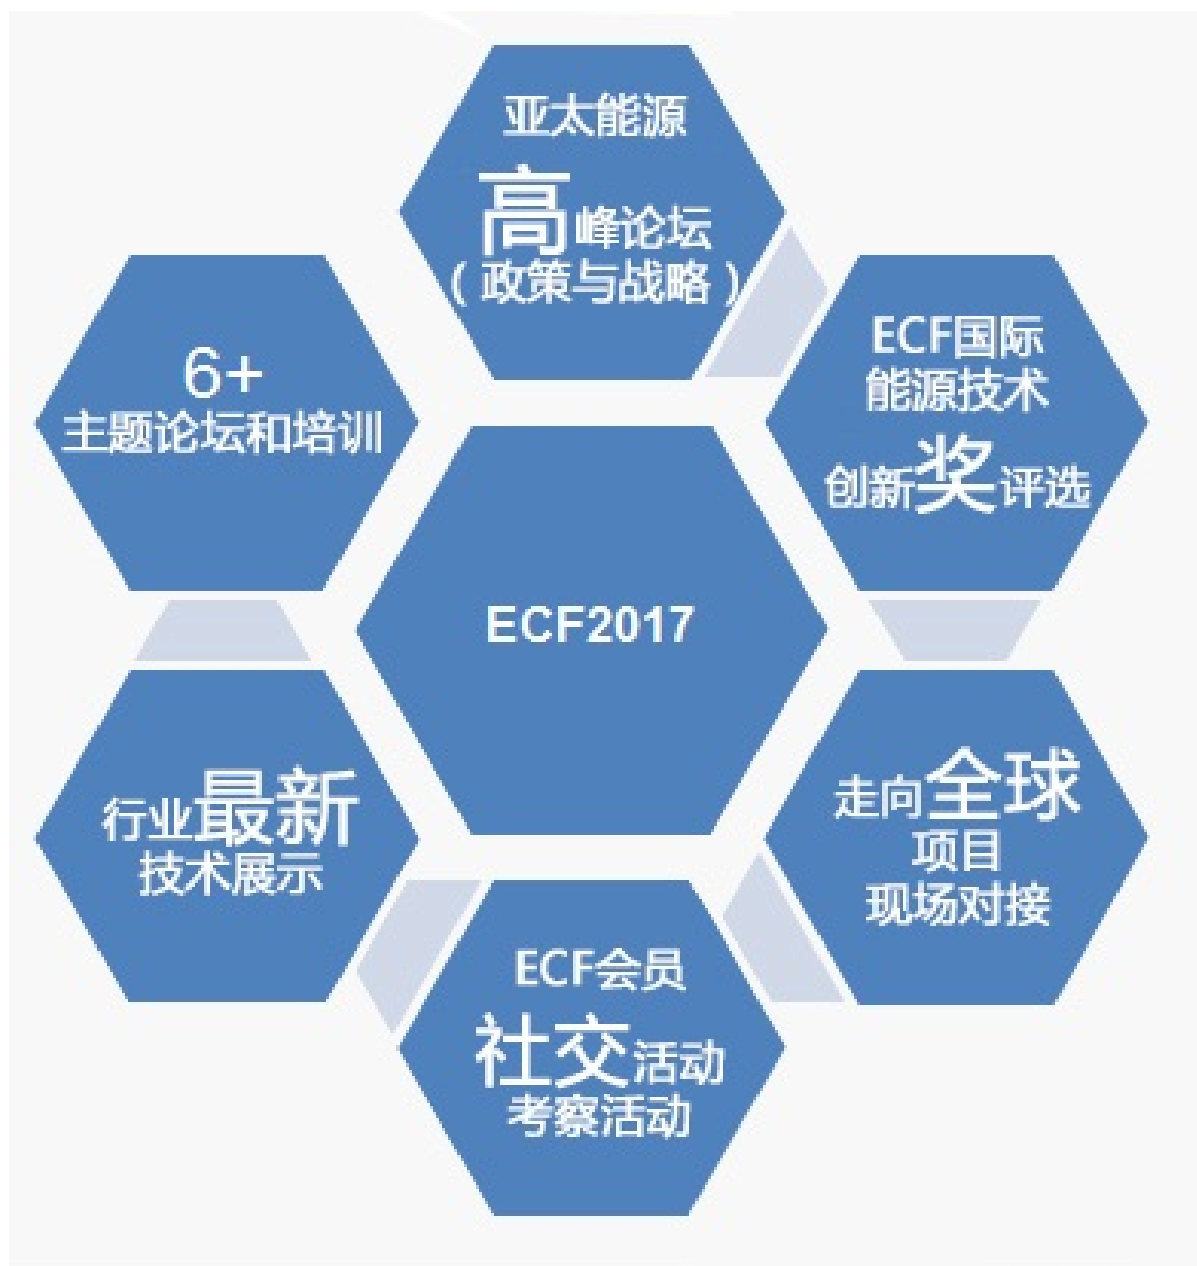 亚太能源
高峰论坛
（政策与战略）
ECF国际
能源技术
创新奖评选
6+
主题论坛和培训
ECF2017
走向全球
项目
现场对接
行业最新
技术展示
ECF会员
社交活动
考察活动